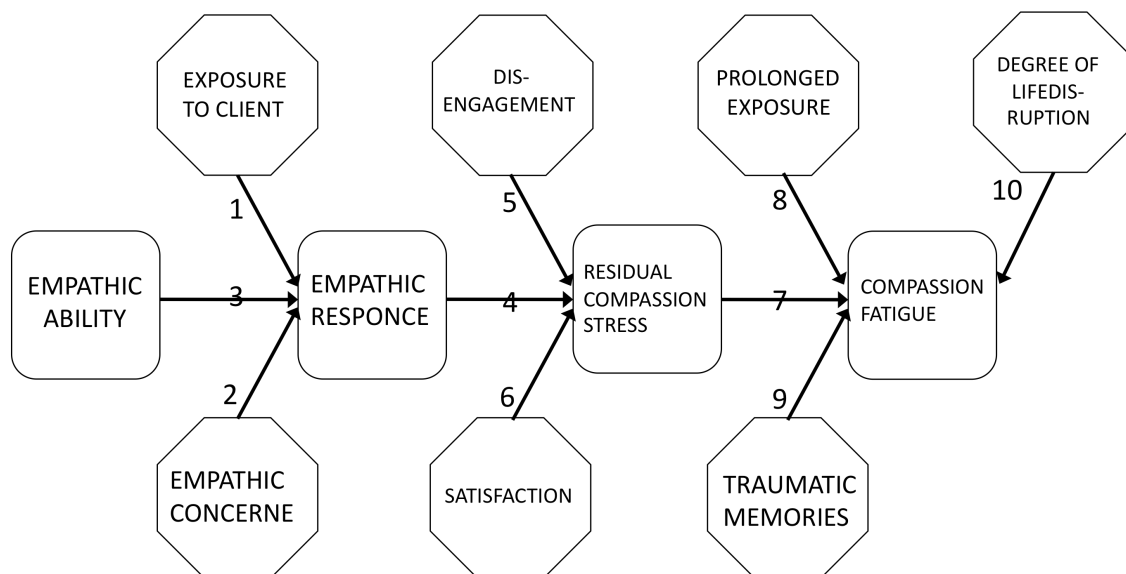 EXPOSURE
TO CLIENT
DIS-
ENGAGEMENT
PROLONGED
EXPOSURE
DEGREE OF
LIFEDIS-
RUPTION
1
5
8
10
EMPATHIC
ABILITY
3
EMPATHIC
RESPONCE
4
RESIDUAL
COMPASSION
STRESS
7
COMPASSION
FATIGUE
2
6
9
EMPATHIC
CONCERNE
SATISFACTION
TRAUMATIC
MEMORIES